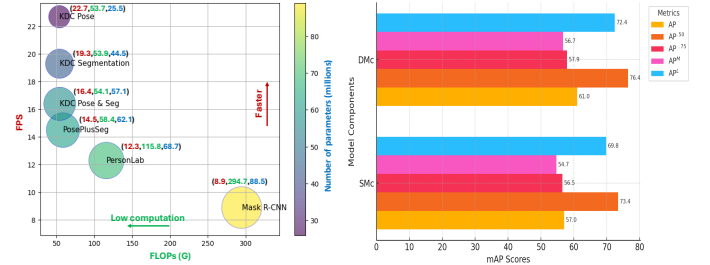 (22.7,53.7,25.5)
KDC Pose
(19.3,53.9,44.5)
KDC Segmentation
(16.4,54.1,57.1)
KDC Pose & Seg
(14.5,58.4,62.1)
PosePlusSeg
(12.3,115.8,68.7)
PersonLab
(8.9,294.7,88.5)
Mask R-CNN
Faster
Low computation
FPS
22
20
18
16
14
12
10
8
50
100
150
200
250
300
FLOPs (G)
Number of parameters (millions)
80
70
60
50
40
30
Model Components
DMc
SMc
72.4
56.7
57.9
76.4
61.0
69.8
54.7
56.5
73.4
57.0
0
10
20
30
40
50
60
70
80
mAP Scores
Metrics
AP
AP .50
AP .75
APM
APL